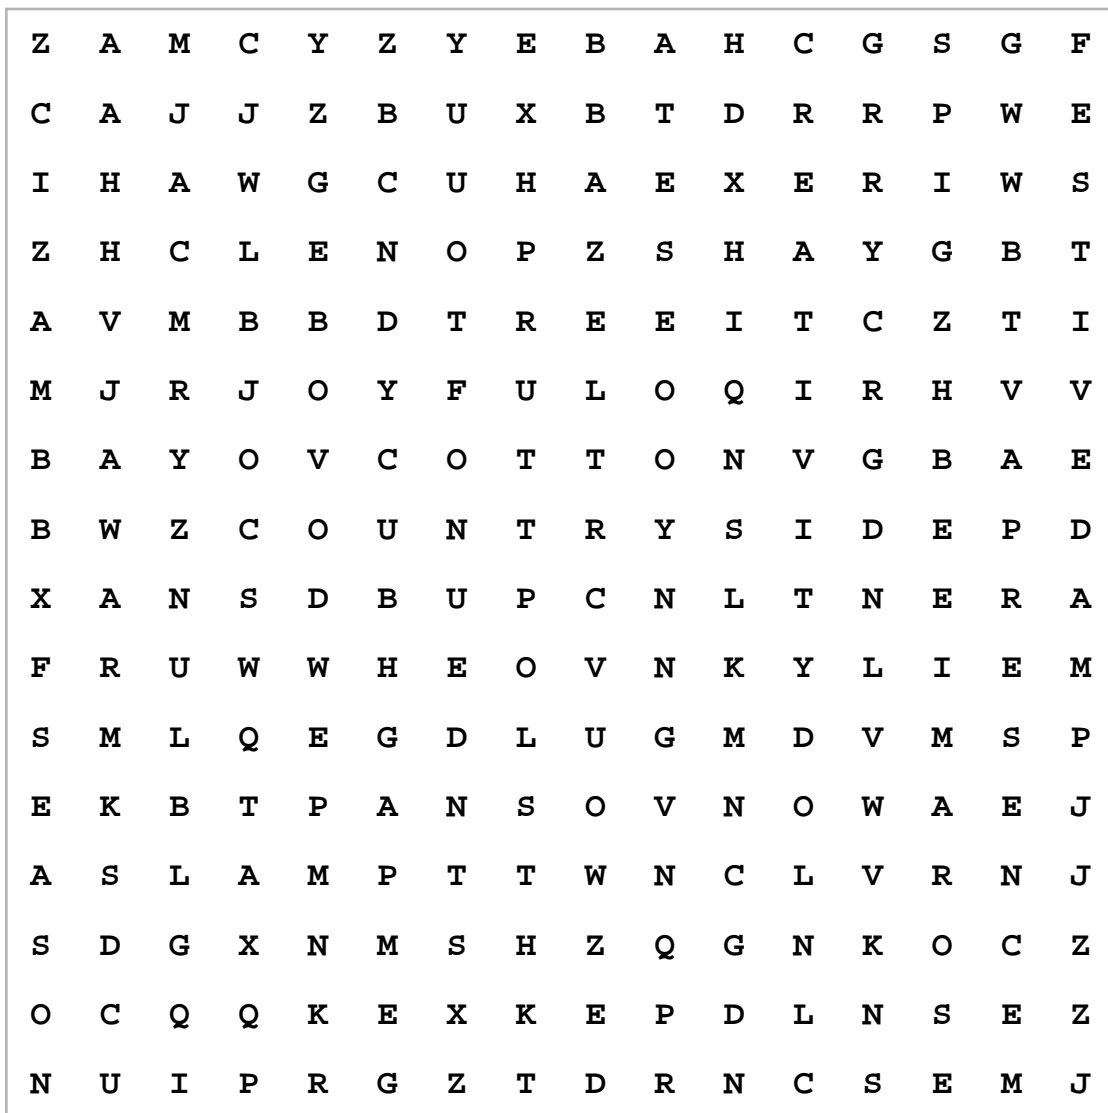 Z A M C Y Z Y E B A H C G S G F
C A J J Z B U X B T D R R P W E
I H A W G C U H A E X E R I W S
Z H C L E N O P Z S H A Y G B T
A V M B B D T R E E I T C Z T I
M J R J O Y F U L O Q I R H V V
B A Y O V C O T T O N V G B A E
B W Z C O U N T R Y S I D E P D
X A N S D B U P C N L T N E R A
F R U W W H E O V N K Y L I E M
S M L Q E G D L U G M D V M S P
E K B T P A N S O V N O W A E J
A S L A M P T T W N C L V R N J
S D G X N M S H Z Q G N K O C Z
O C Q Q K E X K E P D L N S E Z
N U I P R G Z T D R N C S E M J